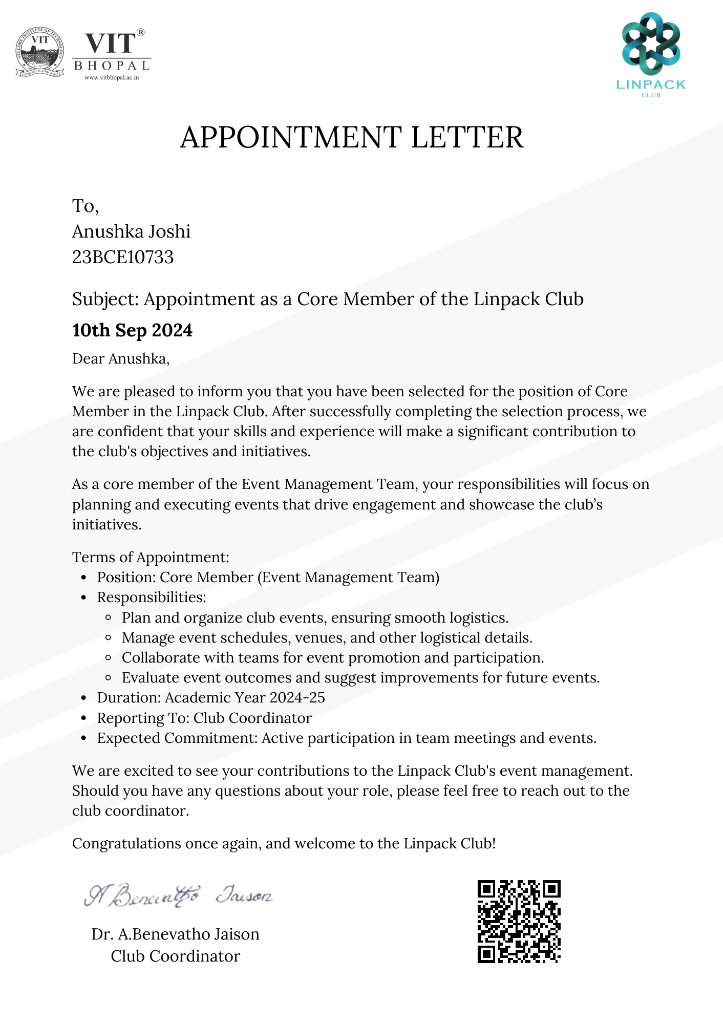 VIT®
BHOPAL
www.vitbhopal.ac.in
VIT
LINPACK
CLUB
APPOINTMENT LETTER
To,
Anushka Joshi
23BCE10733
Subject: Appointment as a Core Member of the Linpack Club
10th Sep 2024
Dear Anushka,
We are pleased to inform you that you have been selected for the position of Core
Member in the Linpack Club. After successfully completing the selection process, we
are confident that your skills and experience will make a significant contribution to
the club's objectives and initiatives.
As a core member of the Event Management Team, your responsibilities will focus on
planning and executing events that drive engagement and showcase the club’s
initiatives.
Terms of Appointment:
• Position: Core Member (Event Management Team)
• Responsibilities:
◦ Plan and organize club events, ensuring smooth logistics.
◦ Manage event schedules, venues, and other logistical details.
◦ Collaborate with teams for event promotion and participation.
◦ Evaluate event outcomes and suggest improvements for future events.
• Duration: Academic Year 2024-25
• Reporting To: Club Coordinator
• Expected Commitment: Active participation in team meetings and events.
We are excited to see your contributions to the Linpack Club's event management.
Should you have any questions about your role, please feel free to reach out to the
club coordinator.
Congratulations once again, and welcome to the Linpack Club!
A Benevatho Jaison
Dr. A.Benevatho Jaison
Club Coordinator